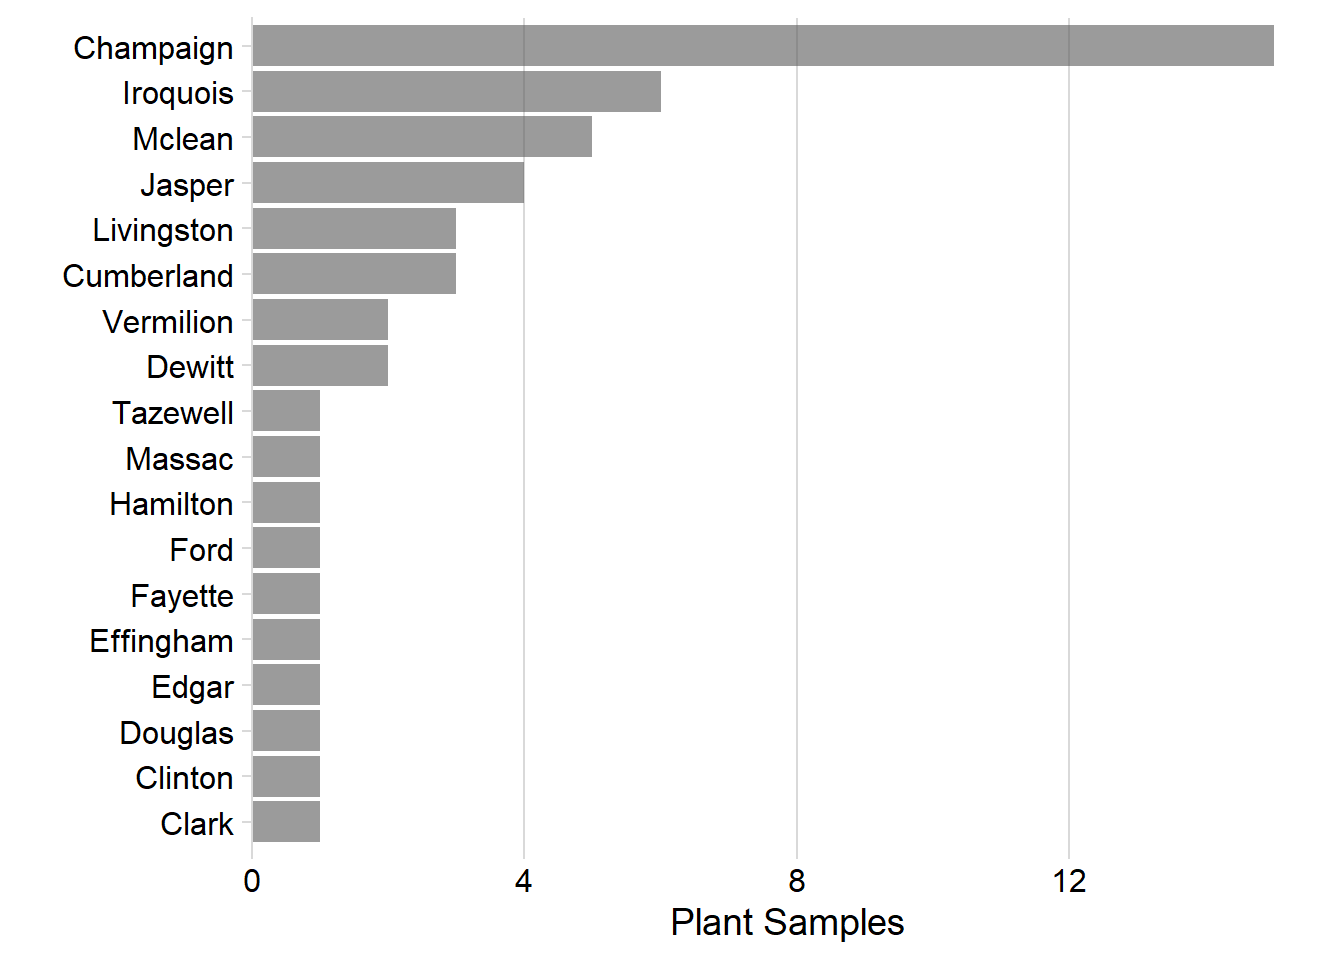 Champaign
Iroquois
Mclean
Jasper
Livingston
Cumberland
Vermilion
Dewitt
Tazewell
Massac
Hamilton
Ford
Fayette
Effingham
Edgar
Douglas
Clinton
Clark
0 4 8 12
Plant Samples